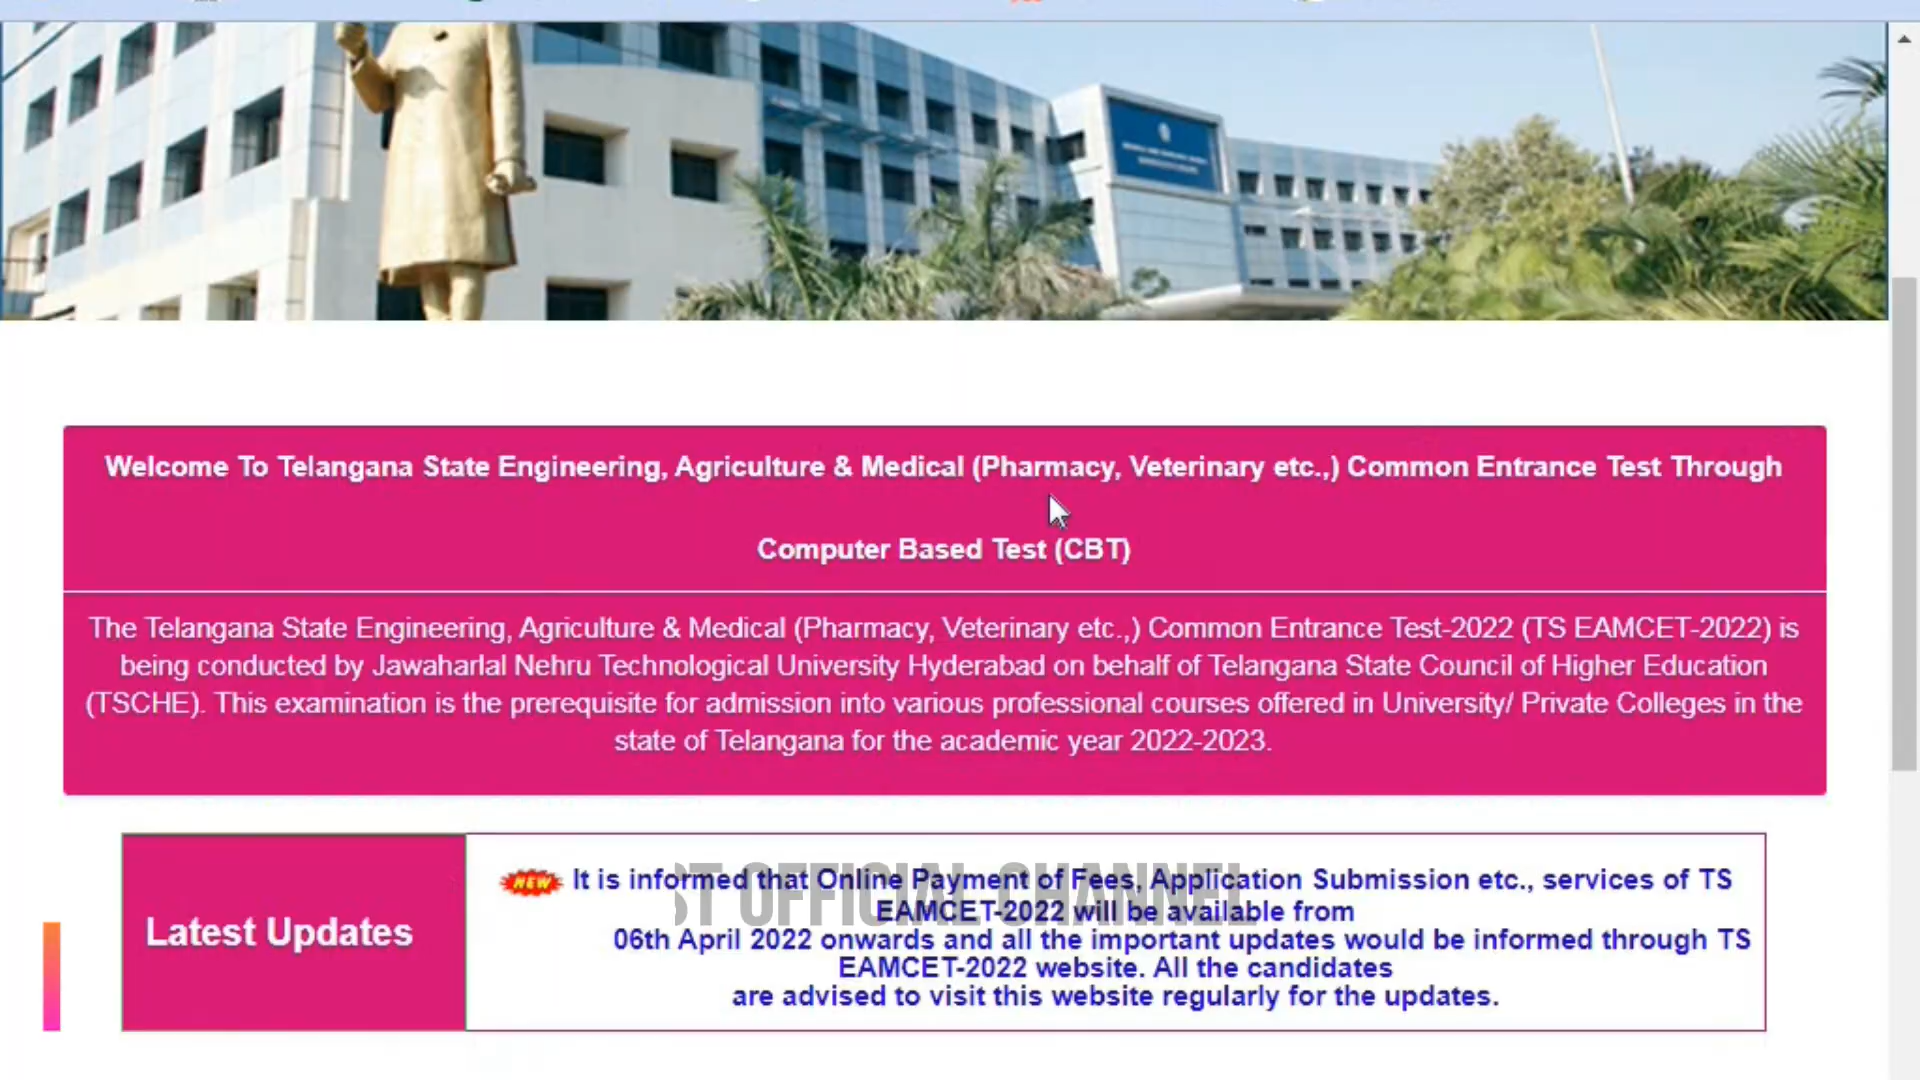 Welcome To Telangana State Engineering, Agriculture & Medical (Pharmacy, Veterinary etc.,) Common Entrance Test Through
Computer Based Test (CBT)
The Telangana State Engineering, Agriculture & Medical (Pharmacy, Veterinary etc.,) Common Entrance Test-2022 (TS EAMCET-2022) is
being conducted by Jawaharlal Nehru Technological University Hyderabad on behalf of Telangana State Council of Higher Education
(TSCHE). This examination is the prerequisite for admission into various professional courses offered in University/ Private Colleges in the
state of Telangana for the academic year 2022-2023.
Latest Updates
NEW It is informed that Online Payment of Fees, Application Submission etc., services of TS
EAMCET-2022 will be available from
06th April 2022 onwards and all the important updates would be informed through TS
EAMCET-2022 website. All the candidates
are advised to visit this website regularly for the updates.
OFFICIAL CHANNEL